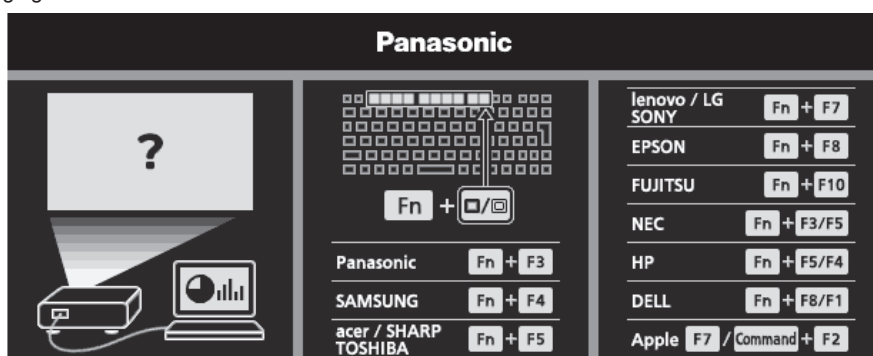 Panasonic
?
Fn +
Panasonic Fn + F3
SAMSUNG Fn + F4
acer / SHARP
TOSHIBA Fn + F5
lenovo / LG
SONY Fn + F7
EPSON Fn + F8
FUJITSU Fn + F10
NEC Fn + F3/F5
HP Fn + F5/F4
DELL Fn + F8/F1
Apple F7 / Command + F2